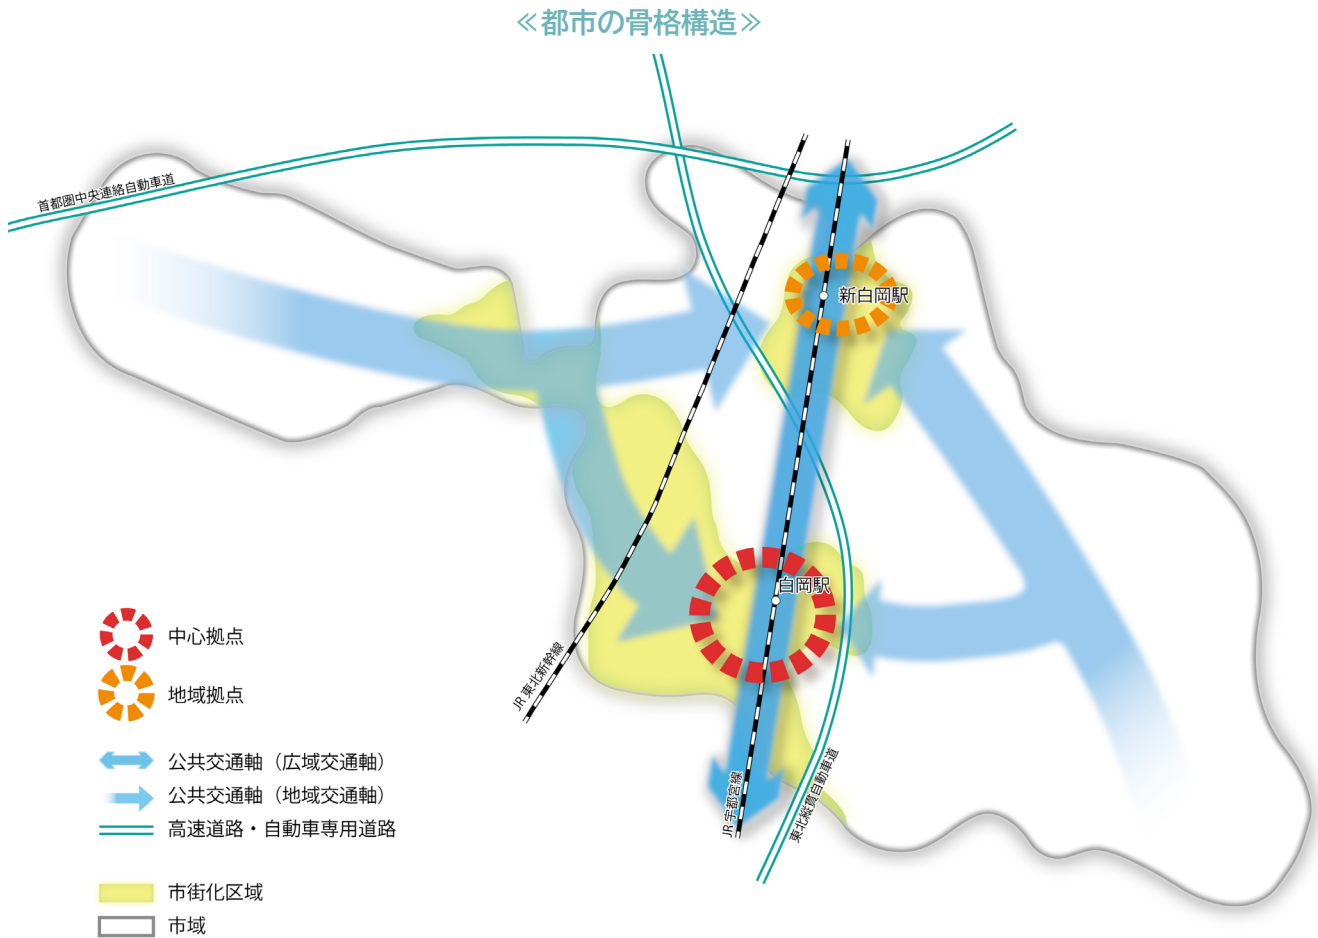 ≪都市の骨格構造≫
首都圏中央連絡自動車道
新白岡駅
白岡駅
JR 東北新幹線
JR 宇都宮線
東北縦貫自動車道
中心拠点
地域拠点
公共交通軸（広域交通軸）
公共交通軸（地域交通軸）
高速道路・自動車専用道路
市街化区域
市域